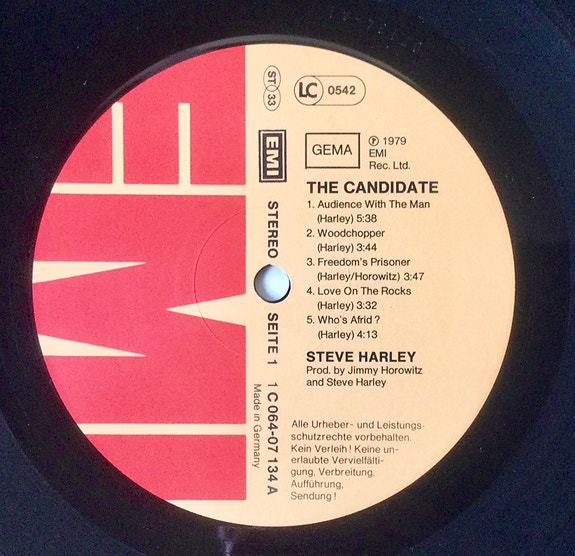 EMI
ST 33
LC 0542
EMI
GEMA
℗ 1979
EMI
Rec. Ltd.
THE CANDIDATE
1. Audience With The Man
(Harley) 5:38
2. Woodchopper
(Harley) 3:44
3. Freedom's Prisoner
(Harley/Horowitz) 3:47
4. Love On The Rocks
(Harley) 3:32
5. Who's Afrid ?
(Harley) 4:13
STEREO SEITE 1 1 C 064-07 134 A
Made in Germany
STEVE HARLEY
Prod. by Jimmy Horowitz
and Steve Harley
Alle Urheber- und Leistungs-
schutzrechte vorbehalten.
Kein Verleih ! Keine un-
erlaubte Vervielfälti-
gung, Verbreitung,
Aufführung,
Sendung !